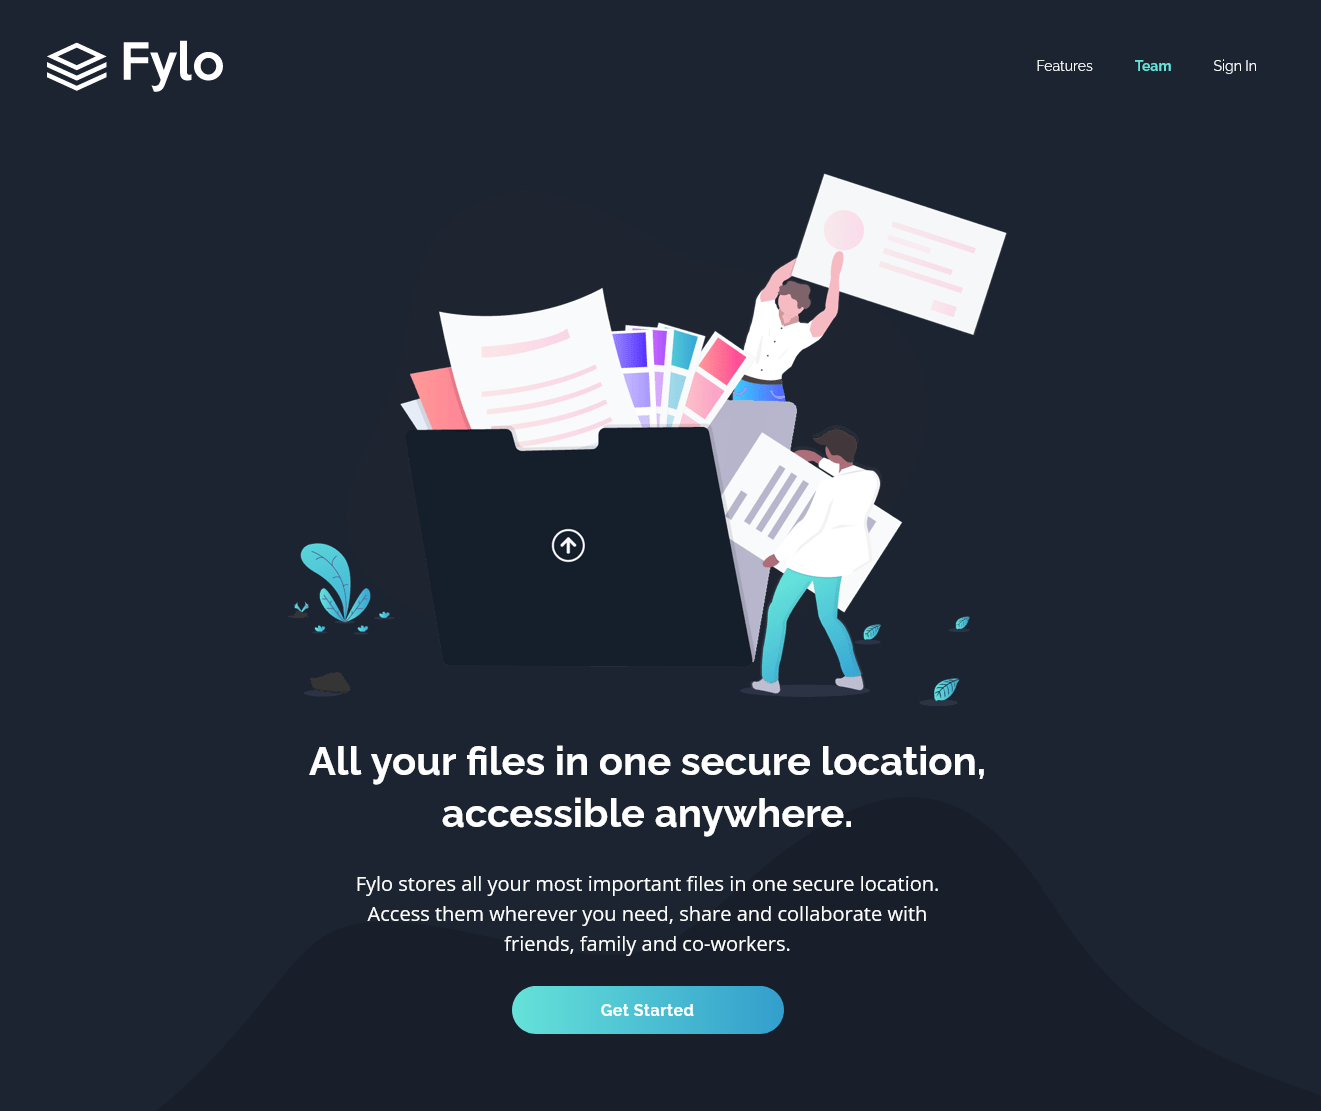 Fylo
Features Team Sign In
All your files in one secure location,
accessible anywhere.
Fylo stores all your most important files in one secure location.
Access them wherever you need, share and collaborate with
friends, family and co-workers.
Get Started